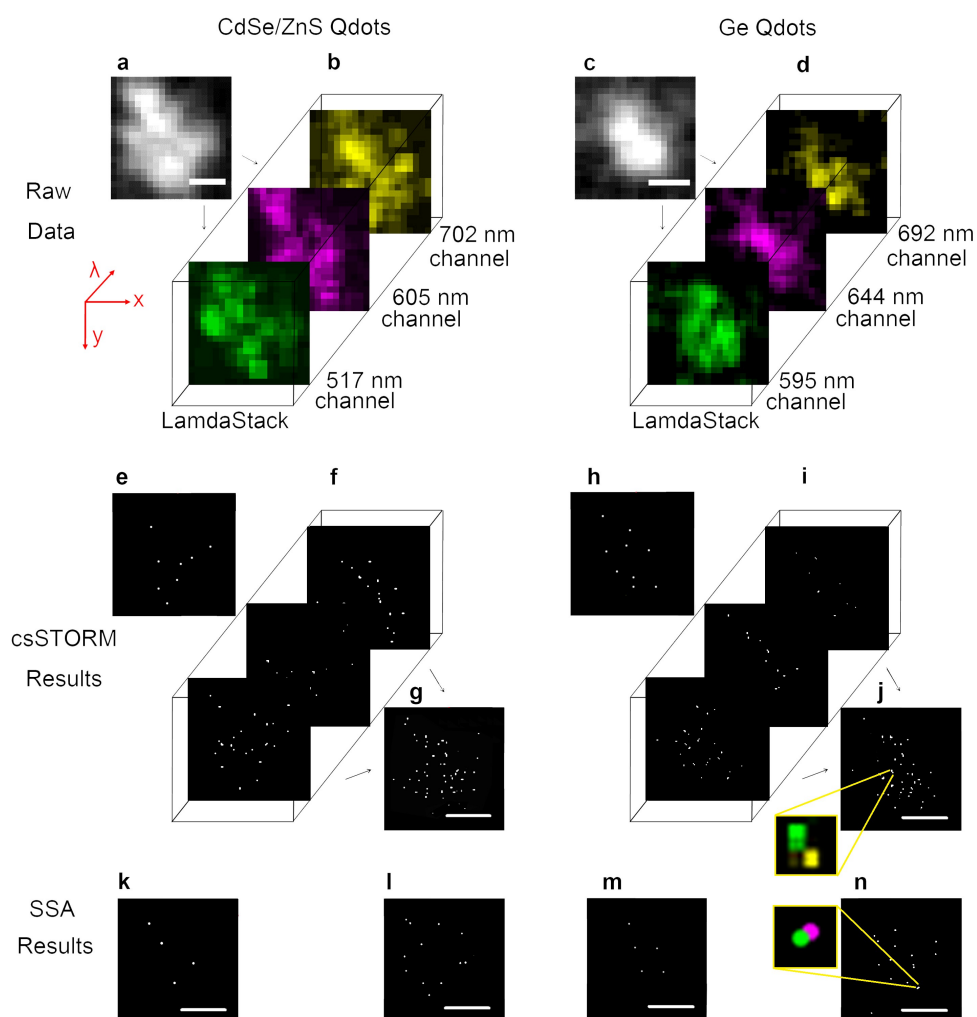 CdSe/ZnS Qdots
Ge Qdots
a
b
c
d
Raw
Data
λ
x
y
702 nm
channel
605 nm
channel
517 nm
channel
LamdaStack
692 nm
channel
644 nm
channel
595 nm
channel
LamdaStack
e
f
h
i
csSTORM
Results
g
j
k
l
m
n
SSA
Results